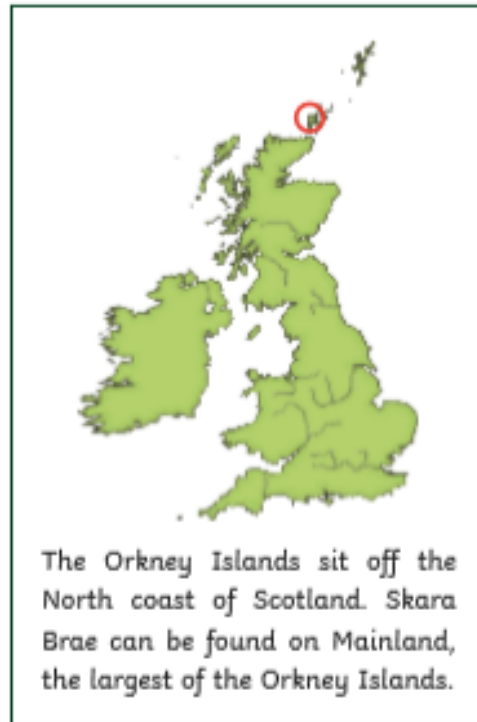 The Orkney Islands sit off the
North coast of Scotland. Skara
Brae can be found on Mainland,
the largest of the Orkney Islands.